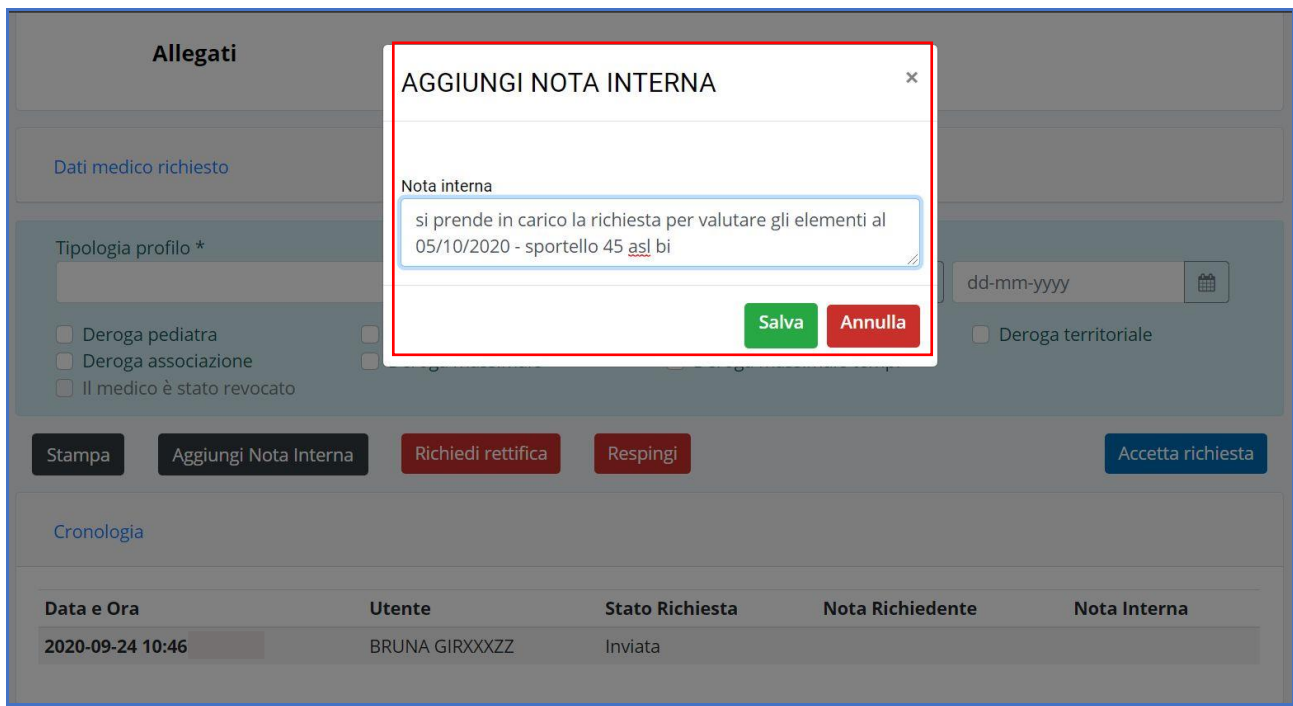 Allegati
AGGIUNGI NOTA INTERNA ×
Dati medico richiesto
Nota interna
si prende in carico la richiesta per valutare gli elementi al
05/10/2020 - sportello 45 asl bi
Tipologia profilo *
dd-mm-yyyy
Salva Annulla
Deroga pediatra Deroga territoriale
Deroga associazione
Il medico è stato revocato
Stampa Aggiungi Nota Interna Richiedi rettifica Respingi Accetta richiesta
Cronologia
Data e Ora Utente Stato Richiesta Nota Richiedente Nota Interna
2020-09-24 10:46 BRUNA GIRXXXZZ Inviata